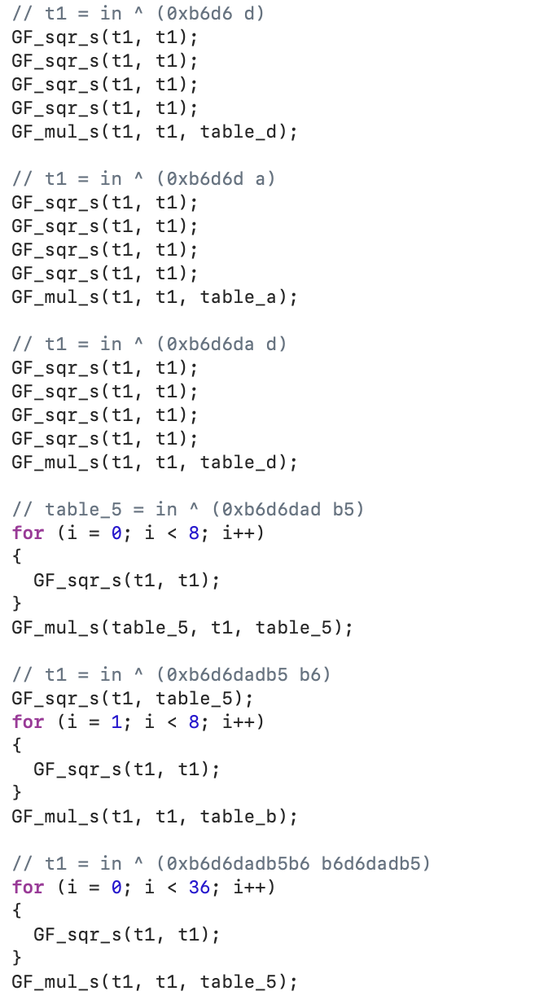 // t1 = in ^ (0xb6d6 d)
GF_sqr_s(t1, t1);
GF_sqr_s(t1, t1);
GF_sqr_s(t1, t1);
GF_sqr_s(t1, t1);
GF_mul_s(t1, t1, table_d);

// t1 = in ^ (0xb6d6d a)
GF_sqr_s(t1, t1);
GF_sqr_s(t1, t1);
GF_sqr_s(t1, t1);
GF_sqr_s(t1, t1);
GF_mul_s(t1, t1, table_a);

// t1 = in ^ (0xb6d6da d)
GF_sqr_s(t1, t1);
GF_sqr_s(t1, t1);
GF_sqr_s(t1, t1);
GF_sqr_s(t1, t1);
GF_mul_s(t1, t1, table_d);

// table_5 = in ^ (0xb6d6dad b5)
for (i = 0; i < 8; i++)
{
  GF_sqr_s(t1, t1);
}
GF_mul_s(table_5, t1, table_5);

// t1 = in ^ (0xb6d6dadb5 b6)
GF_sqr_s(t1, table_5);
for (i = 1; i < 8; i++)
{
  GF_sqr_s(t1, t1);
}
GF_mul_s(t1, t1, table_b);

// t1 = in ^ (0xb6d6dadb5b6 b6d6dadb5)
for (i = 0; i < 36; i++)
{
  GF_sqr_s(t1, t1);
}
GF_mul_s(t1, t1, table_5);